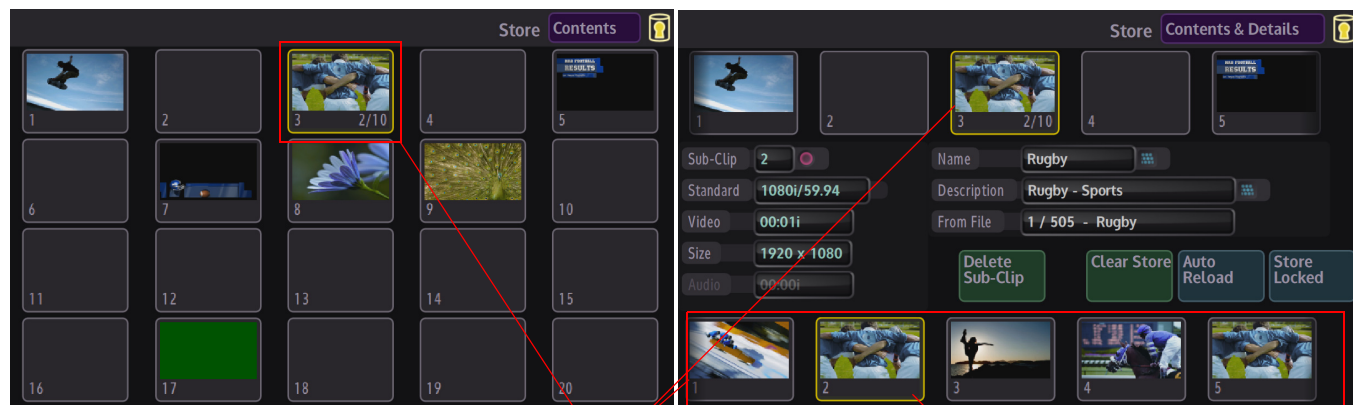 Store Contents
1
2
3 2/10
4
5
RESULTS
6
7
8
9
10
11
12
13
14
15
16
17
18
19
20
Store Contents & Details
1
2
3 2/10
4
5
RESULTS
Sub-Clip 2
Name Rugby
Standard 1080i/59.94
Description Rugby - Sports
Video 00:01i
From File 1 / 505 - Rugby
Size 1920 x 1080
Audio 00:00i
Delete
Sub-Clip
Clear Store
Auto
Reload
Store
Locked
1
2
3
4
5